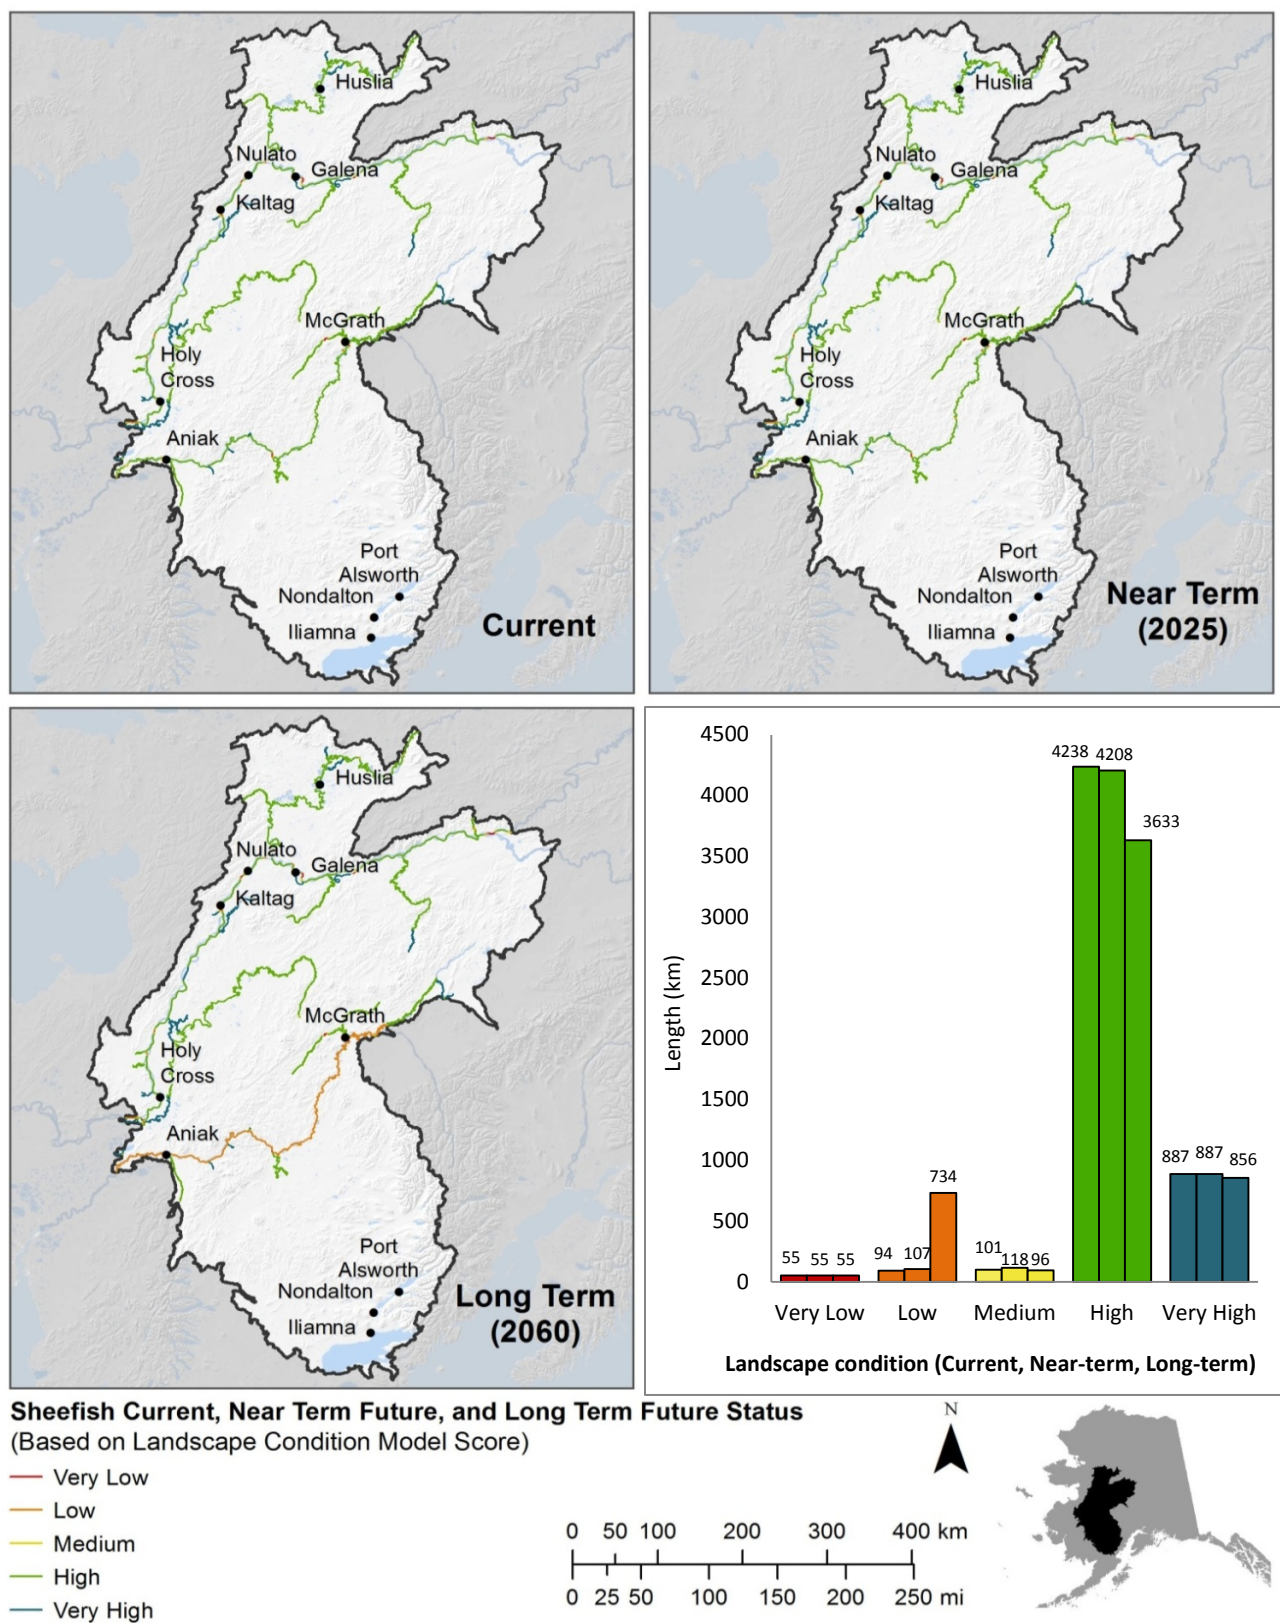 Huslia
Nulato
Galena
Kaltag
McGrath
Holy
Cross
Aniak
Port
Alsworth
Nondalton
Iliamna
Current
Huslia
Nulato
Galena
Kaltag
McGrath
Holy
Cross
Aniak
Port
Alsworth
Nondalton
Iliamna
Near Term
(2025)
Huslia
Nulato
Galena
Kaltag
McGrath
Holy
Cross
Aniak
Port
Alsworth
Nondalton
Iliamna
Long Term
(2060)
4500
4000
3500
3000
2500
2000
1500
1000
500
0
Length (km)
55 55 55
94 107 734
101 118 96
4238 4208 3633
887 887 856
Very Low Low Medium High Very High
Landscape condition (Current, Near-term, Long-term)
Sheefish Current, Near Term Future, and Long Term Future Status
(Based on Landscape Condition Model Score)
Very Low
Low
Medium
High
Very High
0 50 100 200 300 400 km
0 25 50 100 150 200 250 mi
N